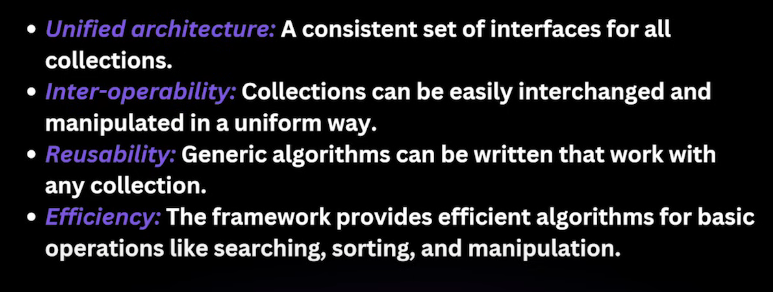 • Unified architecture: A consistent set of interfaces for all
collections.
• Inter-operability: Collections can be easily interchanged and
manipulated in a uniform way.
• Reusability: Generic algorithms can be written that work with
any collection.
• Efficiency: The framework provides efficient algorithms for basic
operations like searching, sorting, and manipulation.